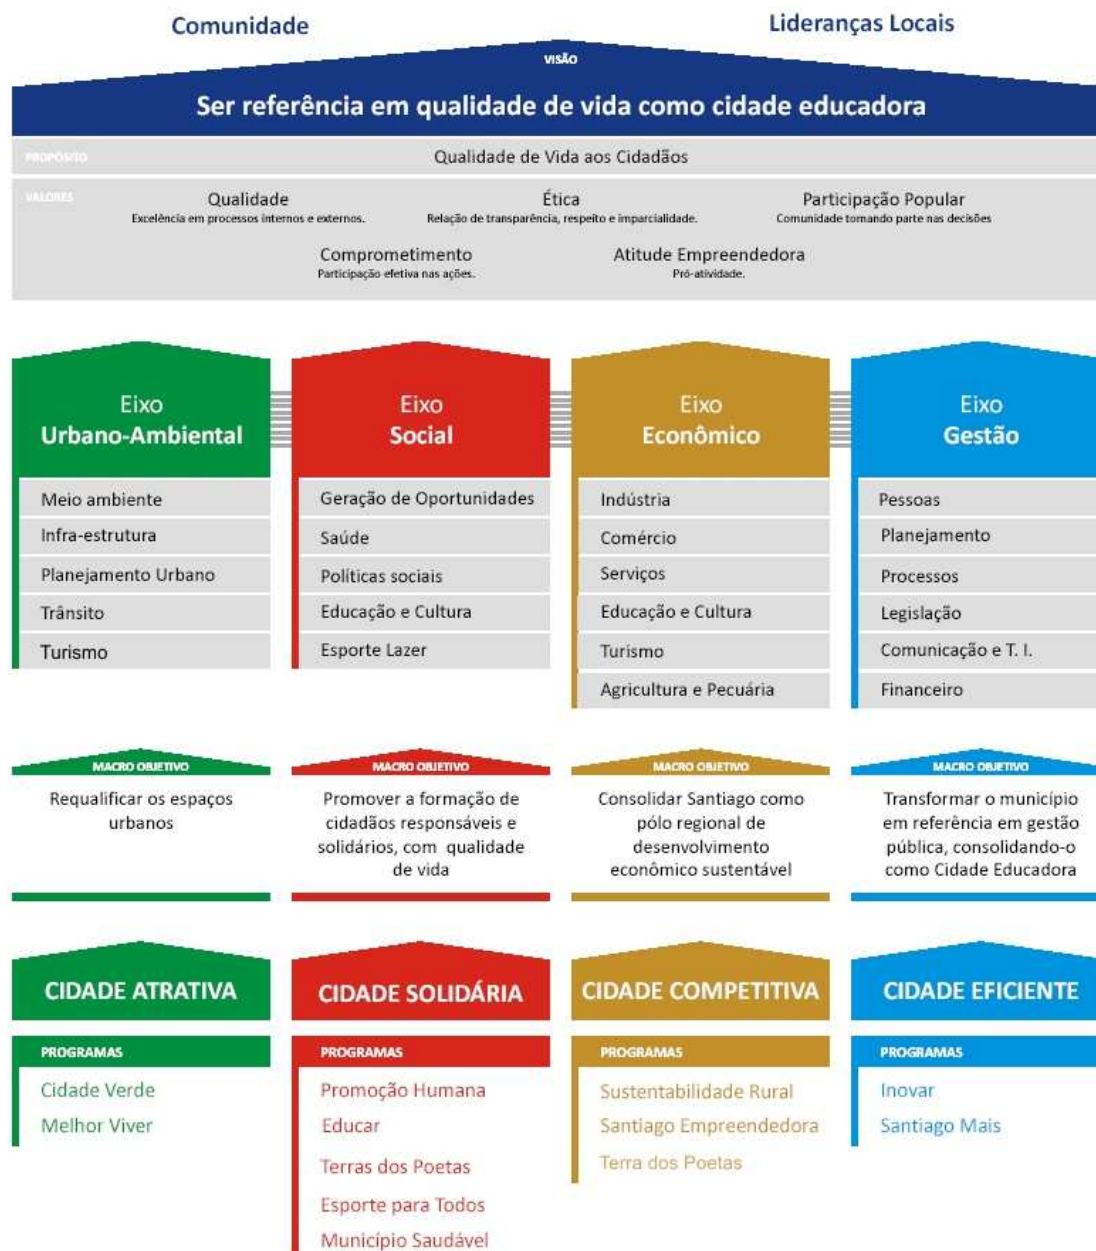 Comunidade
Lideranças Locais
VISÃO
Ser referência em qualidade de vida como cidade educadora
PROPÓSITO
Qualidade de Vida aos Cidadãos
VALORES
Qualidade
Excelência em processos internos e externos.
Ética
Relação de transparência, respeito e imparcialidade.
Participação Popular
Comunidade tomando parte nas decisões
Comprometimento
Participação efetiva nas ações.
Atitude Empreendedora
Pró-atividade.
Eixo
Urbano-Ambiental
Meio ambiente
Infra-estrutura
Planejamento Urbano
Trânsito
Turismo
Eixo
Social
Geração de Oportunidades
Saúde
Políticas sociais
Educação e Cultura
Esporte Lazer
Eixo
Econômico
Indústria
Comércio
Serviços
Educação e Cultura
Turismo
Agricultura e Pecuária
Eixo
Gestão
Pessoas
Planejamento
Processos
Legislação
Comunicação e T. I.
Financeiro
MACRO OBJETIVO
Requalificar os espaços
urbanos
MACRO OBJETIVO
Promover a formação de
cidadãos responsáveis e
solidários, com qualidade
de vida
MACRO OBJETIVO
Consolidar Santiago como
pólo regional de
desenvolvimento
econômico sustentável
MACRO OBJETIVO
Transformar o município
em referência em gestão
pública, consolidando-o
como Cidade Educadora
CIDADE ATRATIVA
PROGRAMAS
Cidade Verde
Melhor Viver
CIDADE SOLIDÁRIA
PROGRAMAS
Promoção Humana
Educar
Terras dos Poetas
Esporte para Todos
Município Saudável
CIDADE COMPETITIVA
PROGRAMAS
Sustentabilidade Rural
Santiago Empreendedora
Terra dos Poetas
CIDADE EFICIENTE
PROGRAMAS
Inovar
Santiago Mais